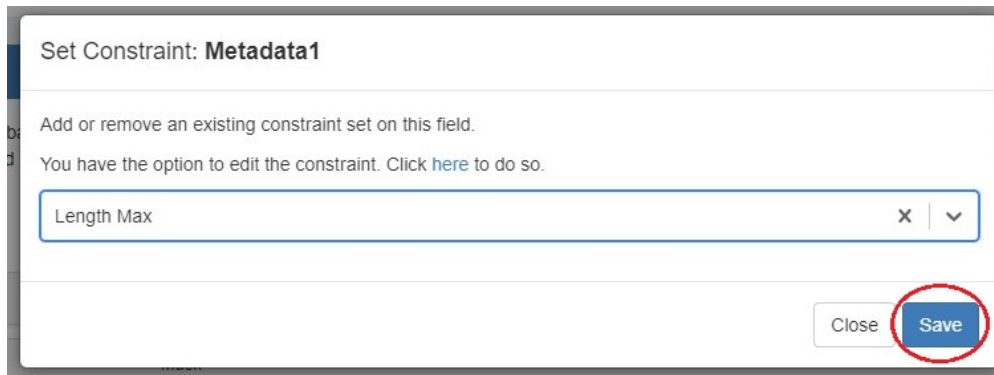 Set Constraint: Metadata1
Add or remove an existing constraint set on this field.
You have the option to edit the constraint. Click here to do so.
Length Max
Close Save